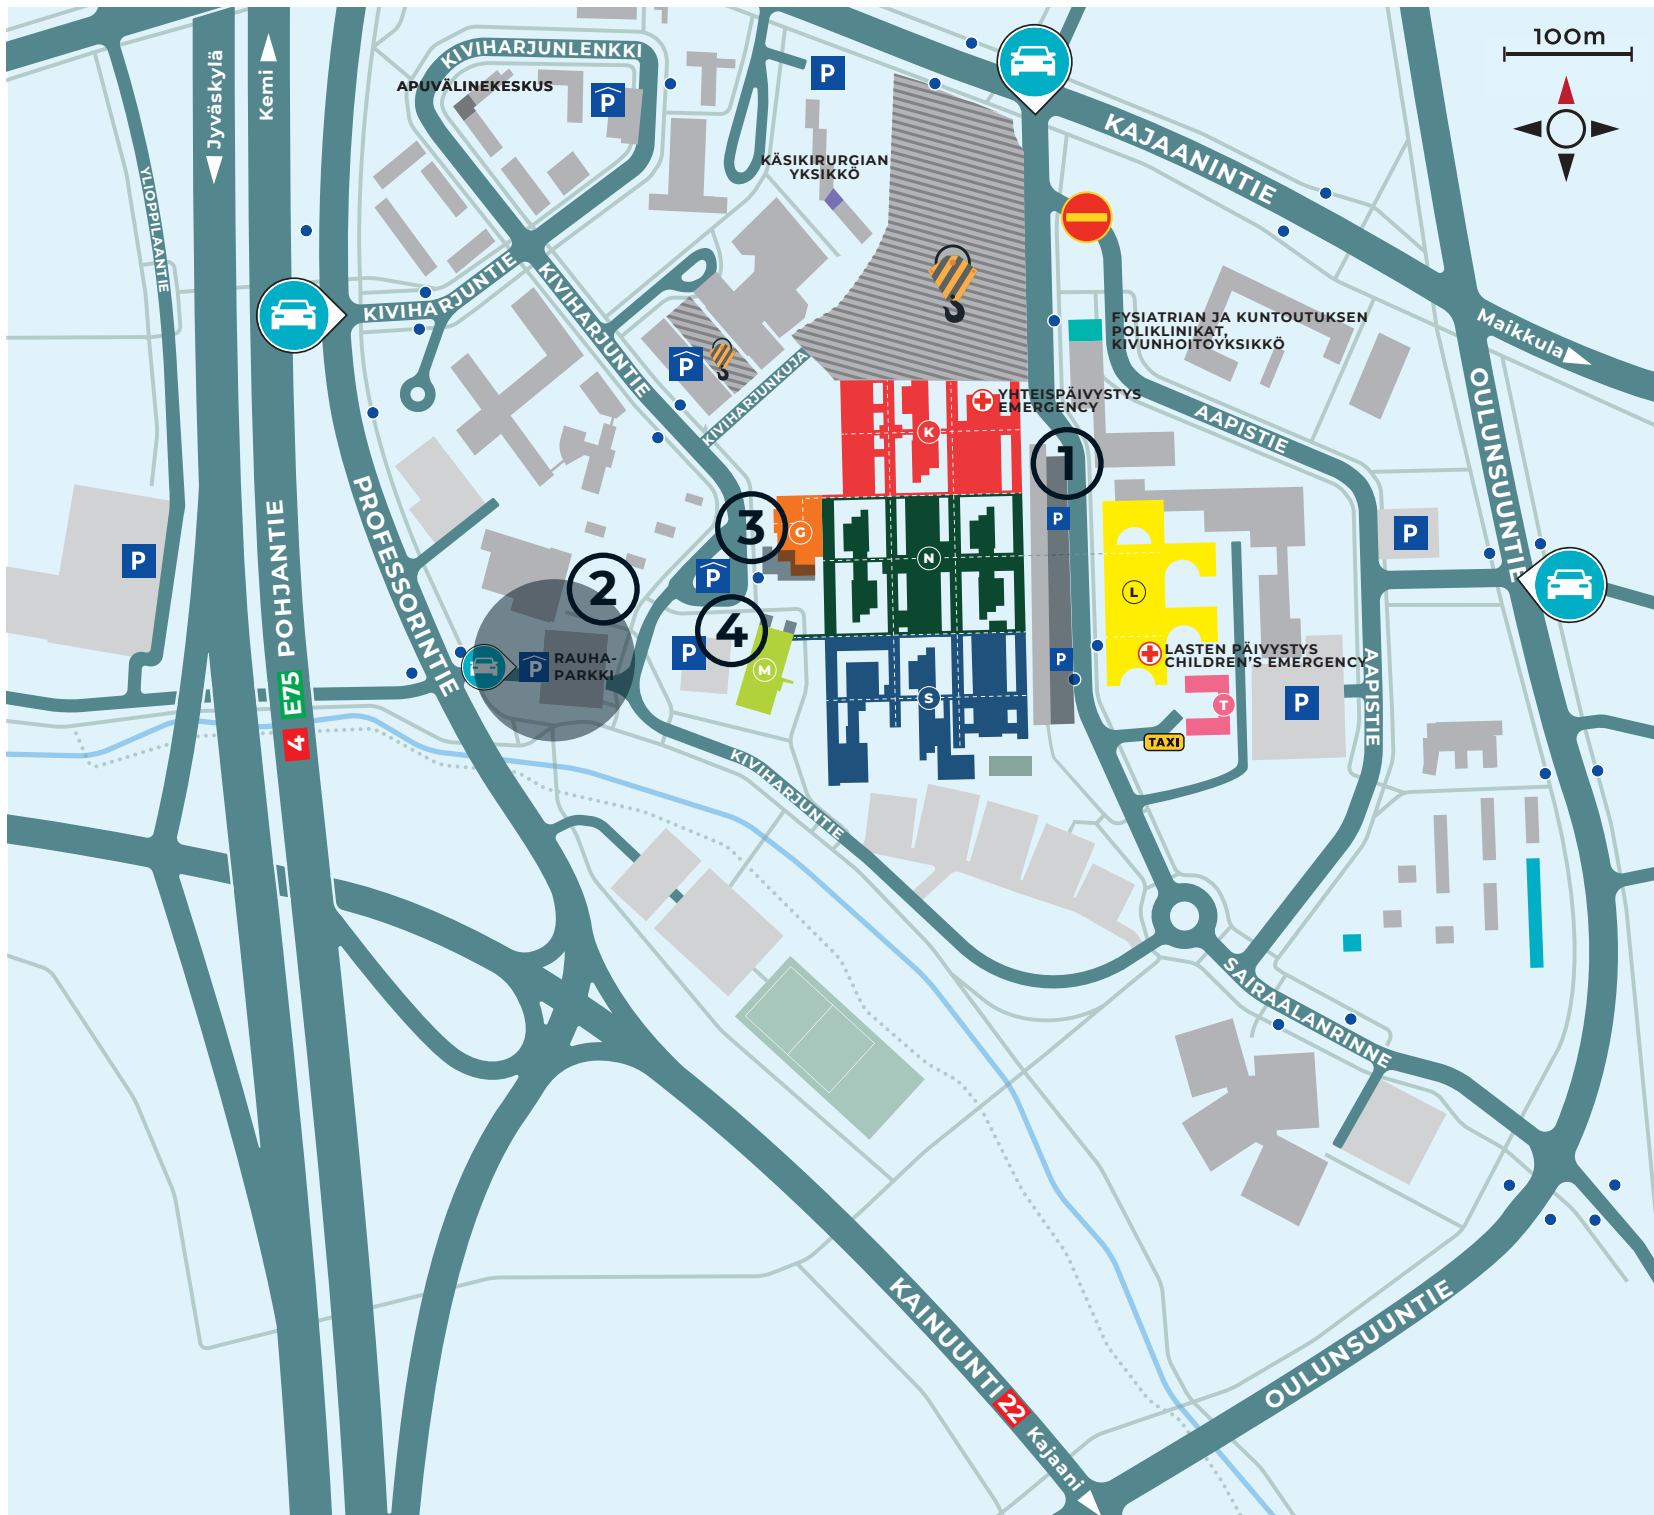 100m
KIVIHARJUNLENKKI
APUVÄLINEKESKUS
P
P
Jyväskylä
Kemi
KAJAANINTIE
KÄSIKIRURGIAN
YKSIKKÖ
YLIOPPILAANTIE
KIVIHARJUNTIE
KIVIHARJUNTIE
FYSIATRIAN JA KUNTOUTUKSEN
POLIKLINIKAT,
KIVUNHOITOYKSIKKÖ
Maikkula
P
KIVIHARJUNKUJA
YHTEISPÄIVYSTYS
EMERGENCY
K
AAPISTIE
OULUNSUUNTIE
1
PROFESSORINTIE
POHJANTIE
3
G
P
P
P
N
2
P
L
4
P
M
RAUHA-
PARKKI
P
P
LASTEN PÄIVYSTYS
CHILDREN'S EMERGENCY
AAPISTIE
E75
S
T
P
4
TAXI
KIVIHARJUNTIE
SAIRAALANRINNE
KAINUUNTI
22
Kajaani
OULUNSUUNTIE